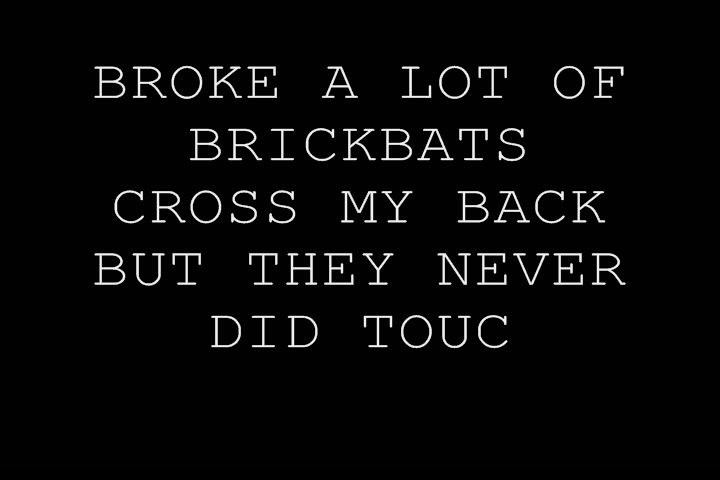 BROKE A LOT OF
BRICKBATS
CROSS MY BACK
BUT THEY NEVER
DID TOUC